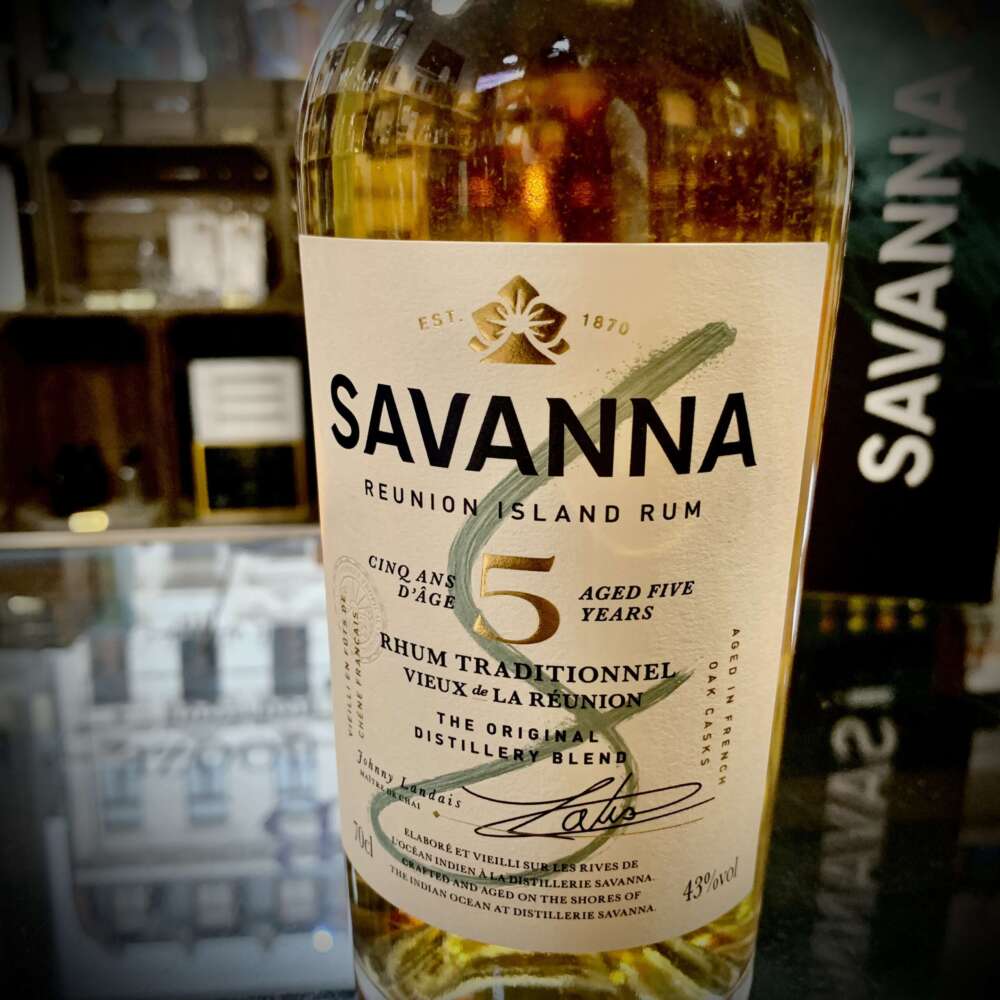 EST. 1870
SAVANNA
REUNION ISLAND RUM
CINQ ANS
D'ÂGE
5
AGED FIVE
YEARS
RHUM TRADITIONNEL
VIEUX de LA RÉUNION
THE ORIGINAL
DISTILLERY BLEND
VIEILLI EN FÛTS DE
CHÊNE FRANÇAIS
AGED IN FRENCH
OAK CASKS
Johnny Landais
MAÎTRE DE CHAI
70cl
ELABORÉ ET VIEILLI SUR LES RIVES DE
L'OCÉAN INDIEN À LA DISTILLERIE SAVANNA.
CRAFTED AND AGED ON THE SHORES OF
THE INDIAN OCEAN AT DISTILLERIE SAVANNA.
43%vol
SAVANNA